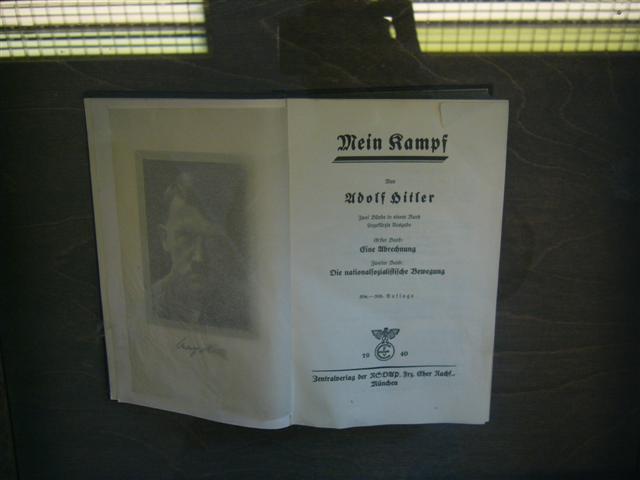 Mein Kampf
Von
Adolf Hitler
Zwei Bände in einem Band
Ungekürzte Ausgabe
Erster Band:
Eine Abrechnung
Zweiter Band:
Die nationalsozialistische Bewegung
Auflage
19 40
Zentralverlag der NSDAP. Frz. Eher Nachf.,
München